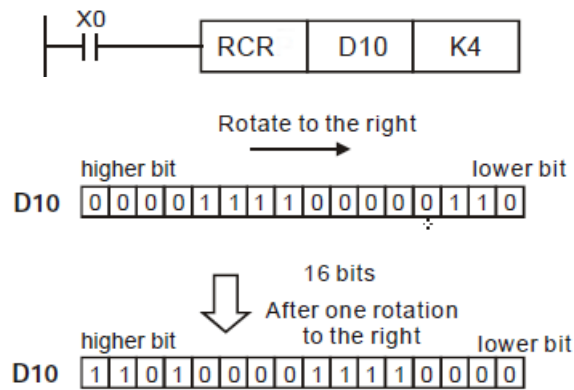 X0
RCR D10 K4
Rotate to the right
higher bit lower bit
D10 0 0 0 0 1 1 1 1 0 0 0 0 0 1 1 0
16 bits
After one rotation
to the right
higher bit lower bit
D10 1 1 0 1 0 0 0 0 1 1 1 1 0 0 0 0